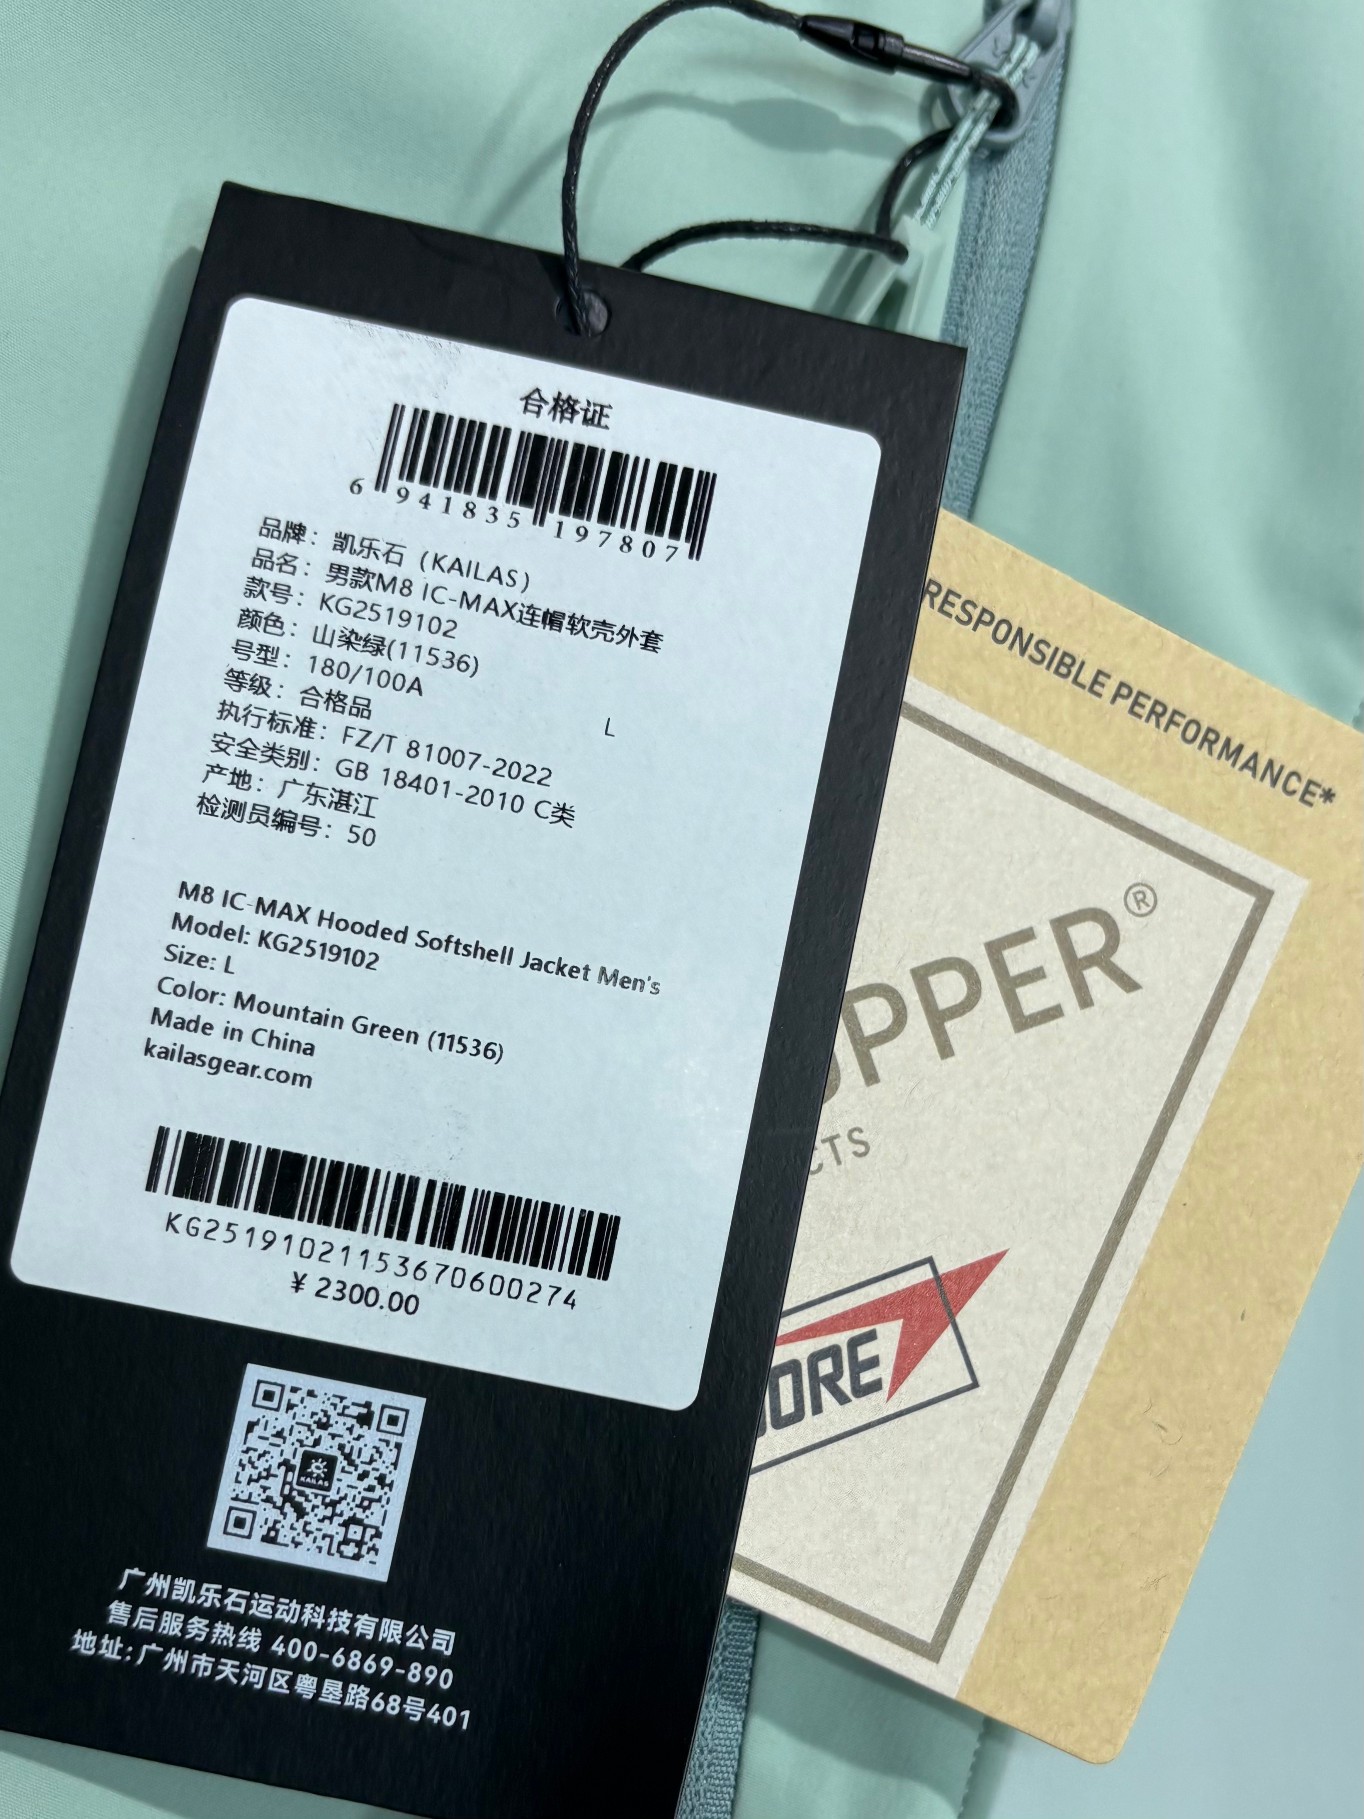 合格证
6 941835 197807
品牌：凯乐石（KAILAS）
品名：男款M8 IC-MAX连帽软壳外套
款号：KG2519102
颜色：山染绿(11536)
号型：180/100A L
等级：合格品
执行标准：FZ/T 81007-2022
安全类别：GB 18401-2010 C类
产地：广东湛江
检测员编号：50
M8 IC-MAX Hooded Softshell Jacket Men's
Model: KG2519102
Size: L
Color: Mountain Green (11536)
Made in China
kailasgear.com
KG25191021153670600274
¥ 2300.00
KAILAS
广州凯乐石运动科技有限公司
售后服务热线 400-6869-890
地址:广州市天河区粤垦路68号401
RESPONSIBLE PERFORMANCE*
PPER®
CTS
ORE